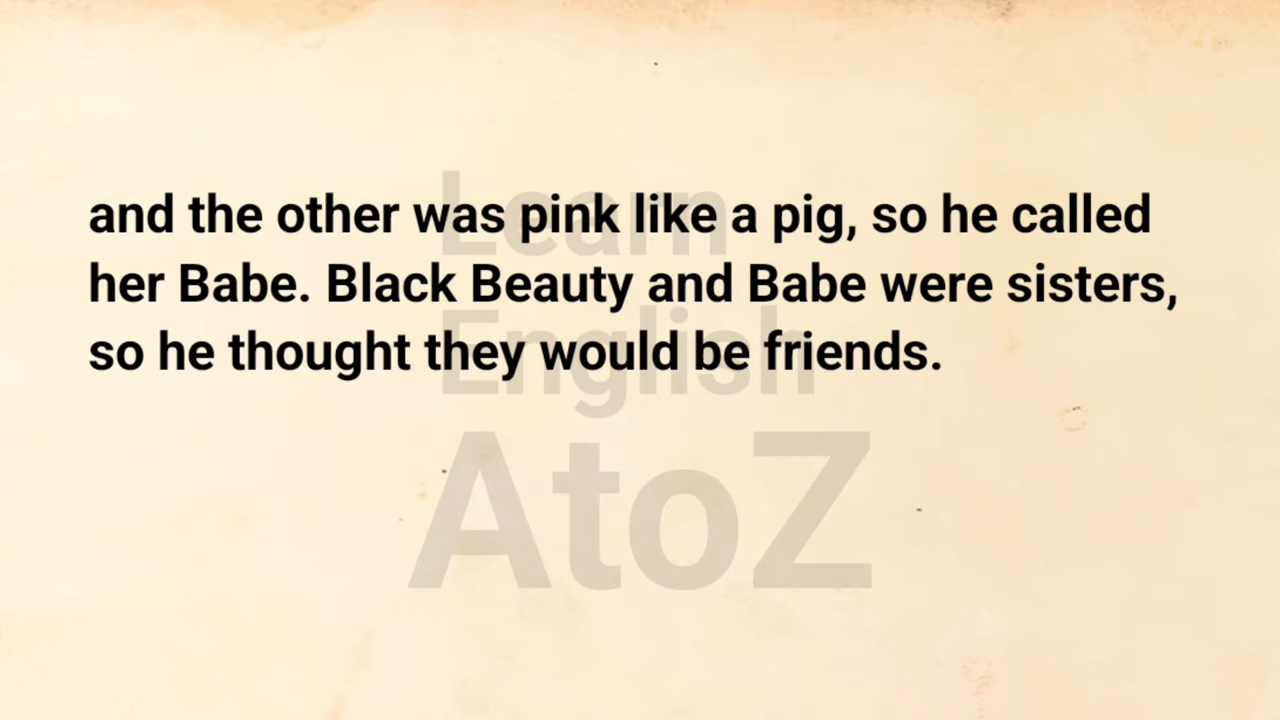 and the other was pink like a pig, so he called
her Babe. Black Beauty and Babe were sisters,
so he thought they would be friends.
Learn
English
AtoZ